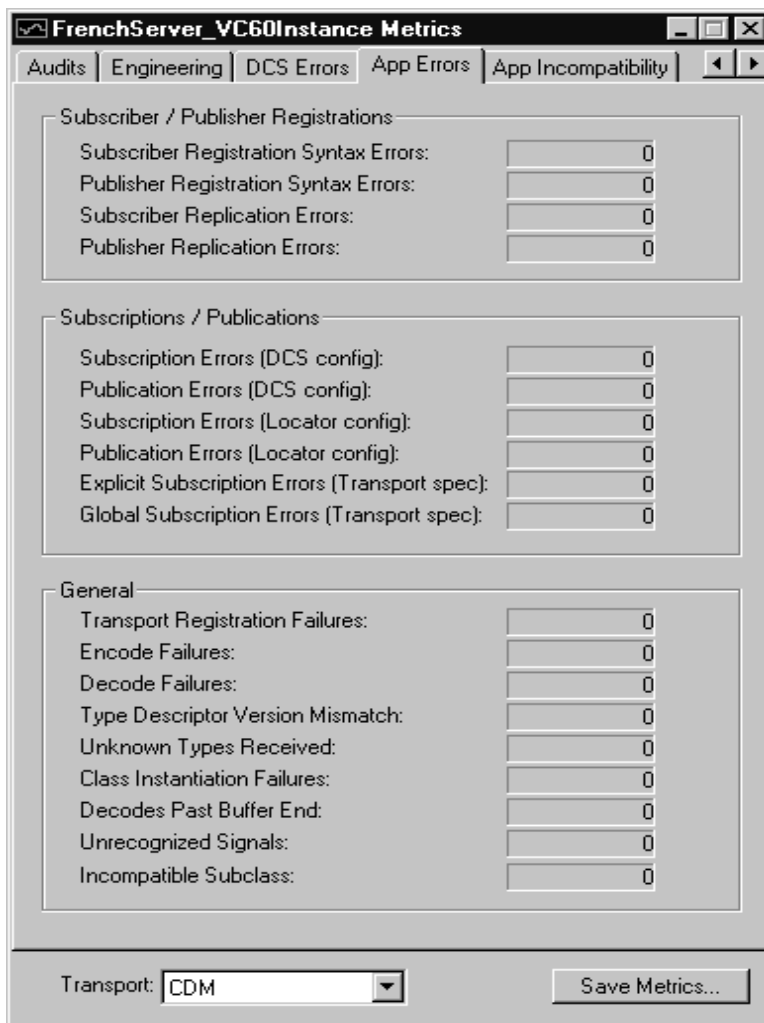 FrenchServer_VC60Instance Metrics
Audits Engineering DCS Errors App Errors App Incompatibility
Subscriber / Publisher Registrations
Subscriber Registration Syntax Errors: 0
Publisher Registration Syntax Errors: 0
Subscriber Replication Errors: 0
Publisher Replication Errors: 0
Subscriptions / Publications
Subscription Errors (DCS config): 0
Publication Errors (DCS config): 0
Subscription Errors (Locator config): 0
Publication Errors (Locator config): 0
Explicit Subscription Errors (Transport spec): 0
Global Subscription Errors (Transport spec): 0
General
Transport Registration Failures: 0
Encode Failures: 0
Decode Failures: 0
Type Descriptor Version Mismatch: 0
Unknown Types Received: 0
Class Instantiation Failures: 0
Decodes Past Buffer End: 0
Unrecognized Signals: 0
Incompatible Subclass: 0
Transport: CDM Save Metrics...